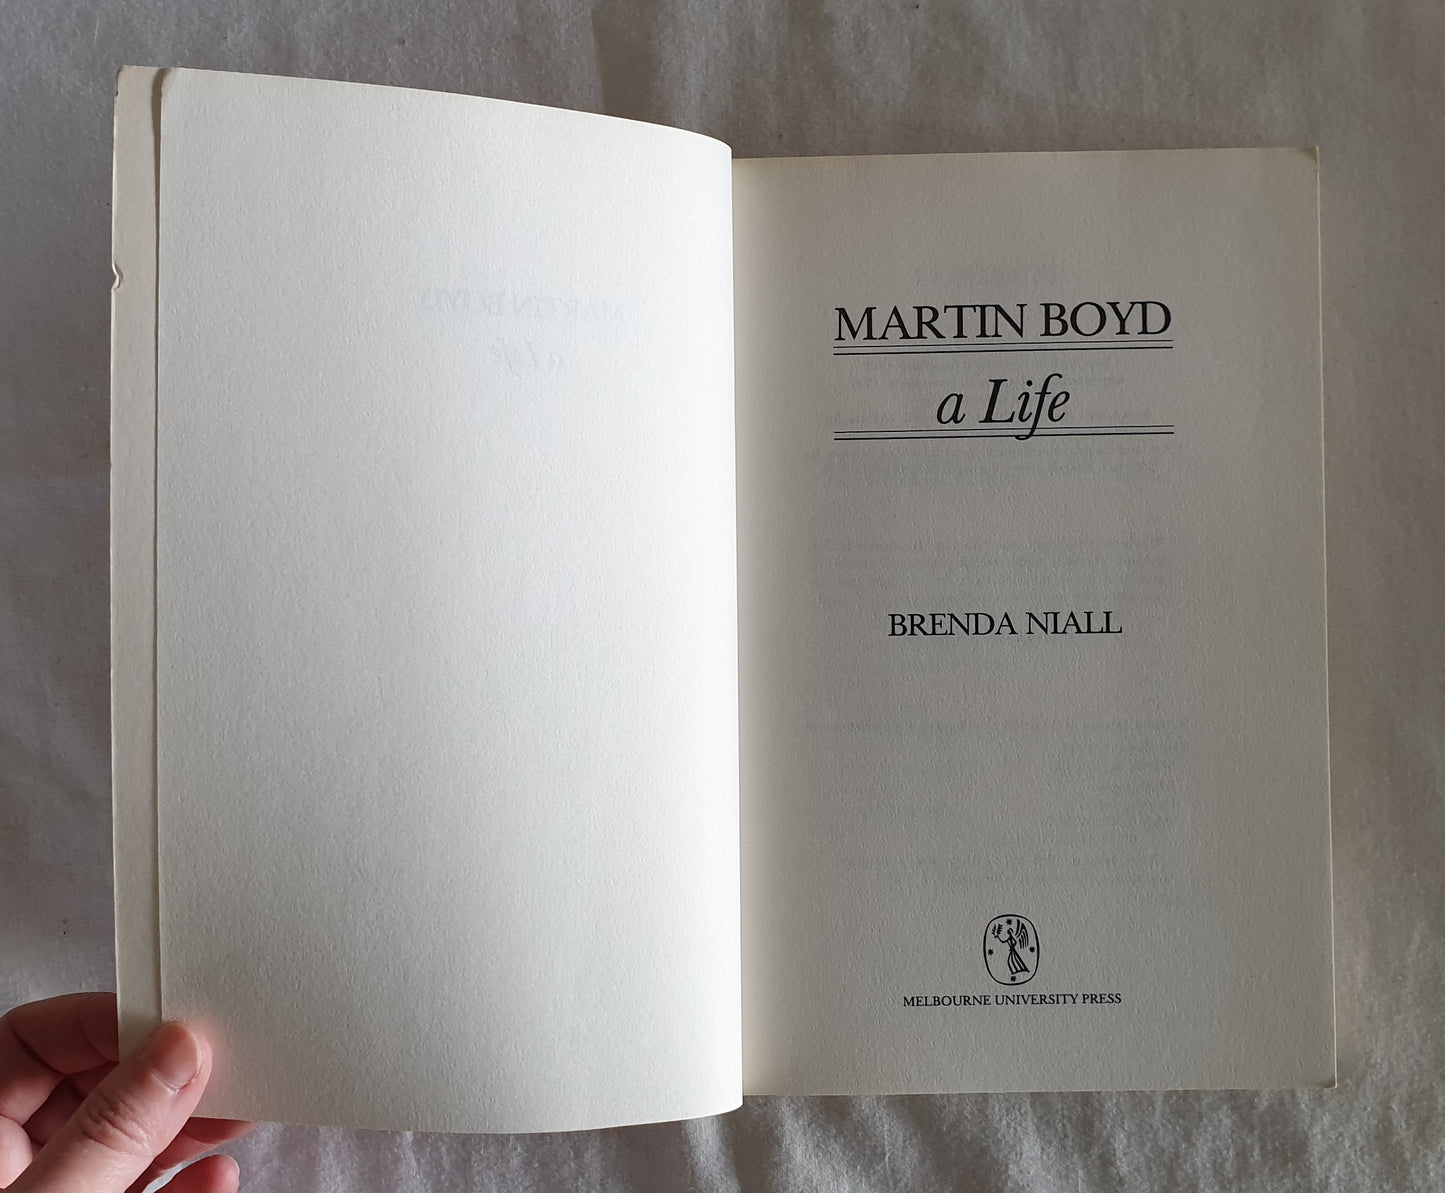 MARTIN BOYD
a Life
BRENDA NIALL
MELBOURNE UNIVERSITY PRESS